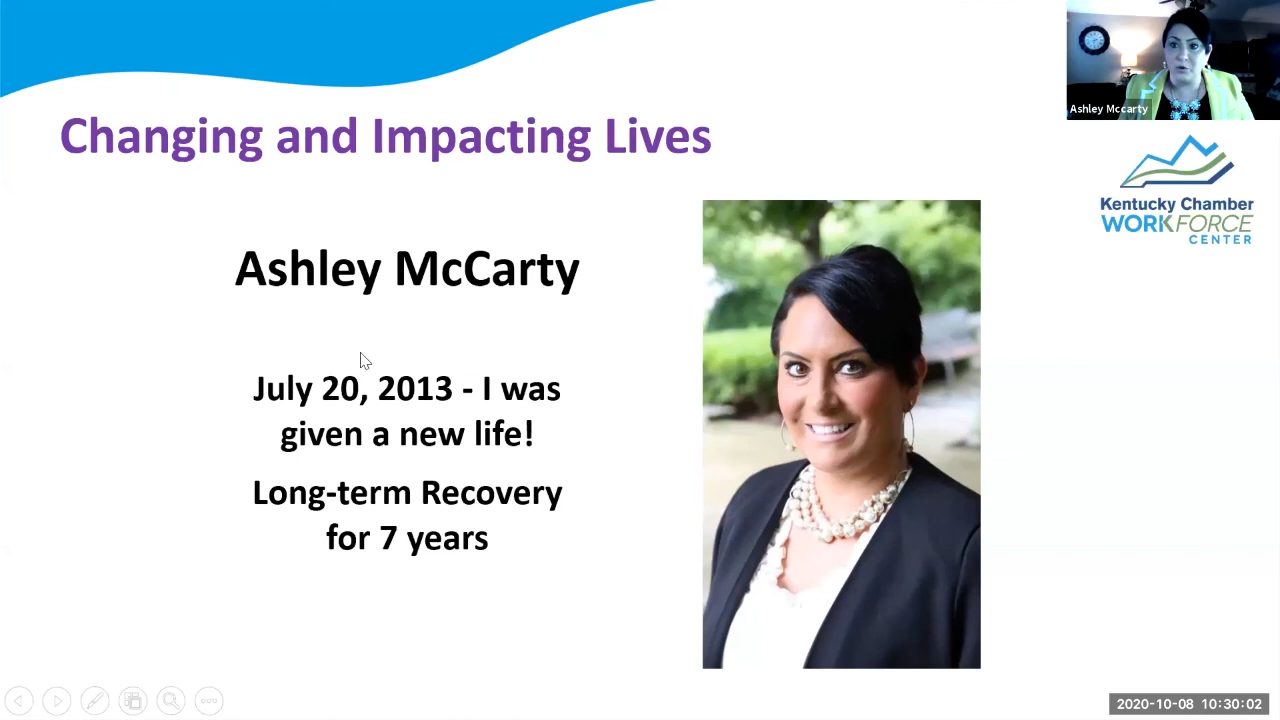 Changing and Impacting Lives
Ashley Mccarty
Kentucky Chamber
WORKFORCE
CENTER
Ashley McCarty
July 20, 2013 - I was
given a new life!
Long-term Recovery
for 7 years
2020-10-08 10:30:02